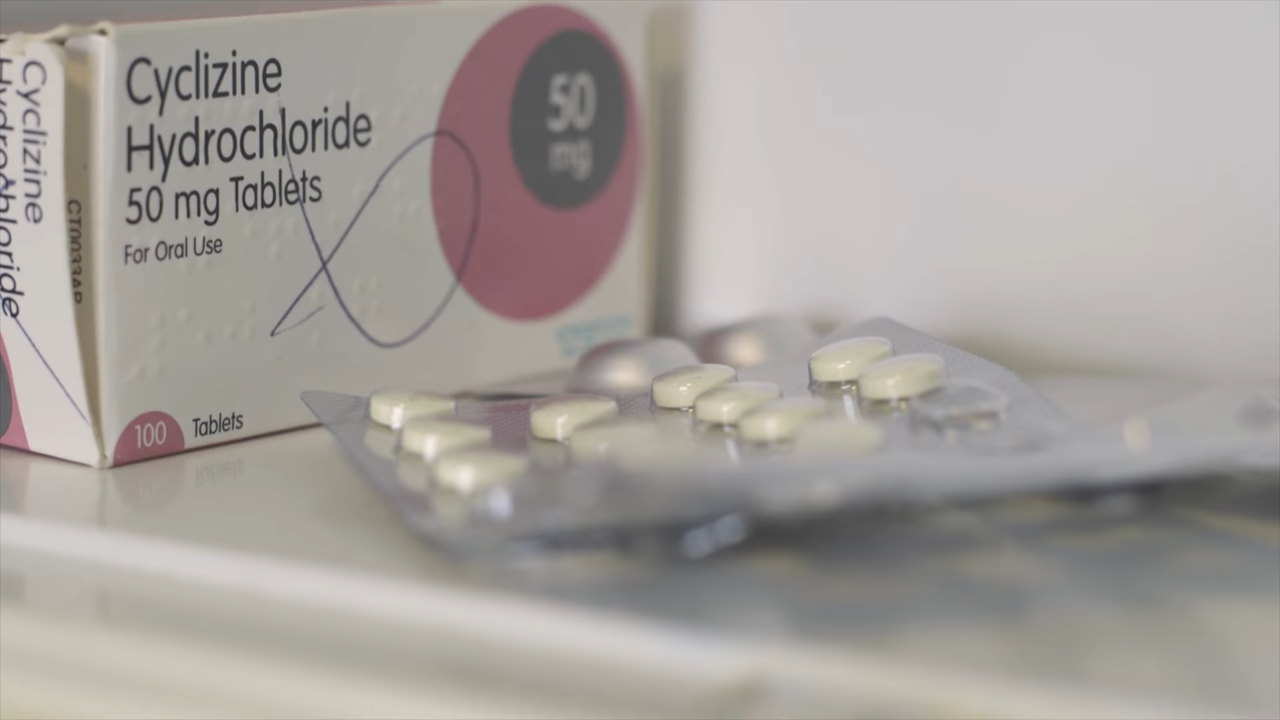 Cyclizine
Hydrochloride
50 mg Tablets
For Oral Use
50
mg
100 Tablets
Cyclizine
Hydrochloride